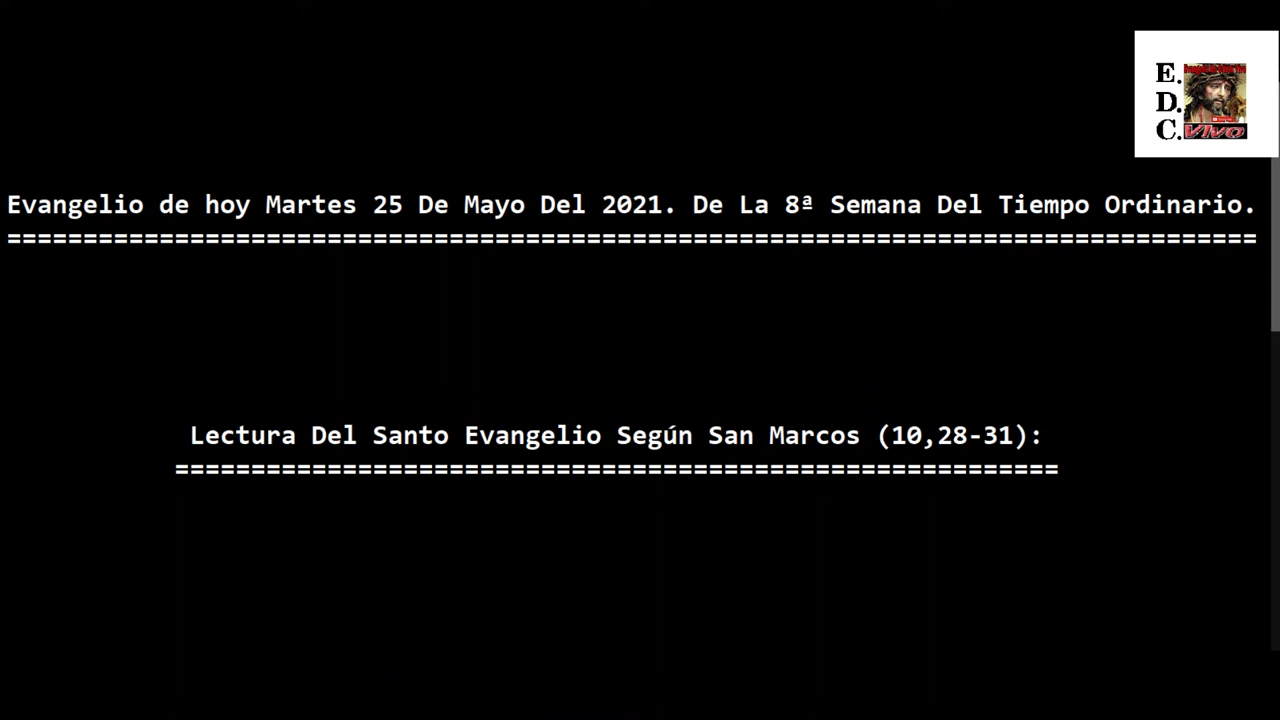 E.
D.
C. Vivo
Evangelio de hoy Martes 25 De Mayo Del 2021. De La 8ª Semana Del Tiempo Ordinario.
==================================================================================
Lectura Del Santo Evangelio Según San Marcos (10,28-31):
==========================================================